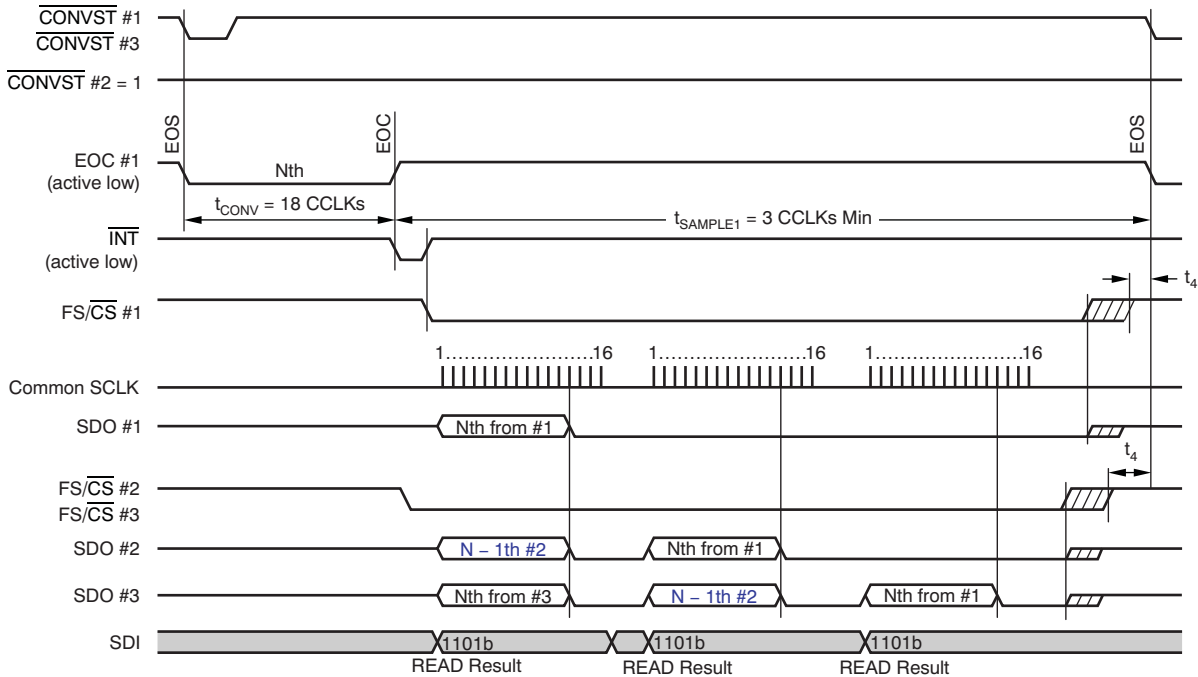 CONVST #1
CONVST #3
CONVST #2 = 1
EOS
EOC
EOS
EOC #1
(active low)
Nth
tCONV = 18 CCLKs
tSAMPLE1 = 3 CCLKs Min
INT
(active low)
t4
FS/CS #1
1.......................16
1.......................16
1.......................16
Common SCLK
SDO #1
Nth from #1
t4
FS/CS #2
FS/CS #3
SDO #2
N – 1th #2
Nth from #1
SDO #3
Nth from #3
N – 1th #2
Nth from #1
SDI
1101b
1101b
1101b
READ Result
READ Result
READ Result